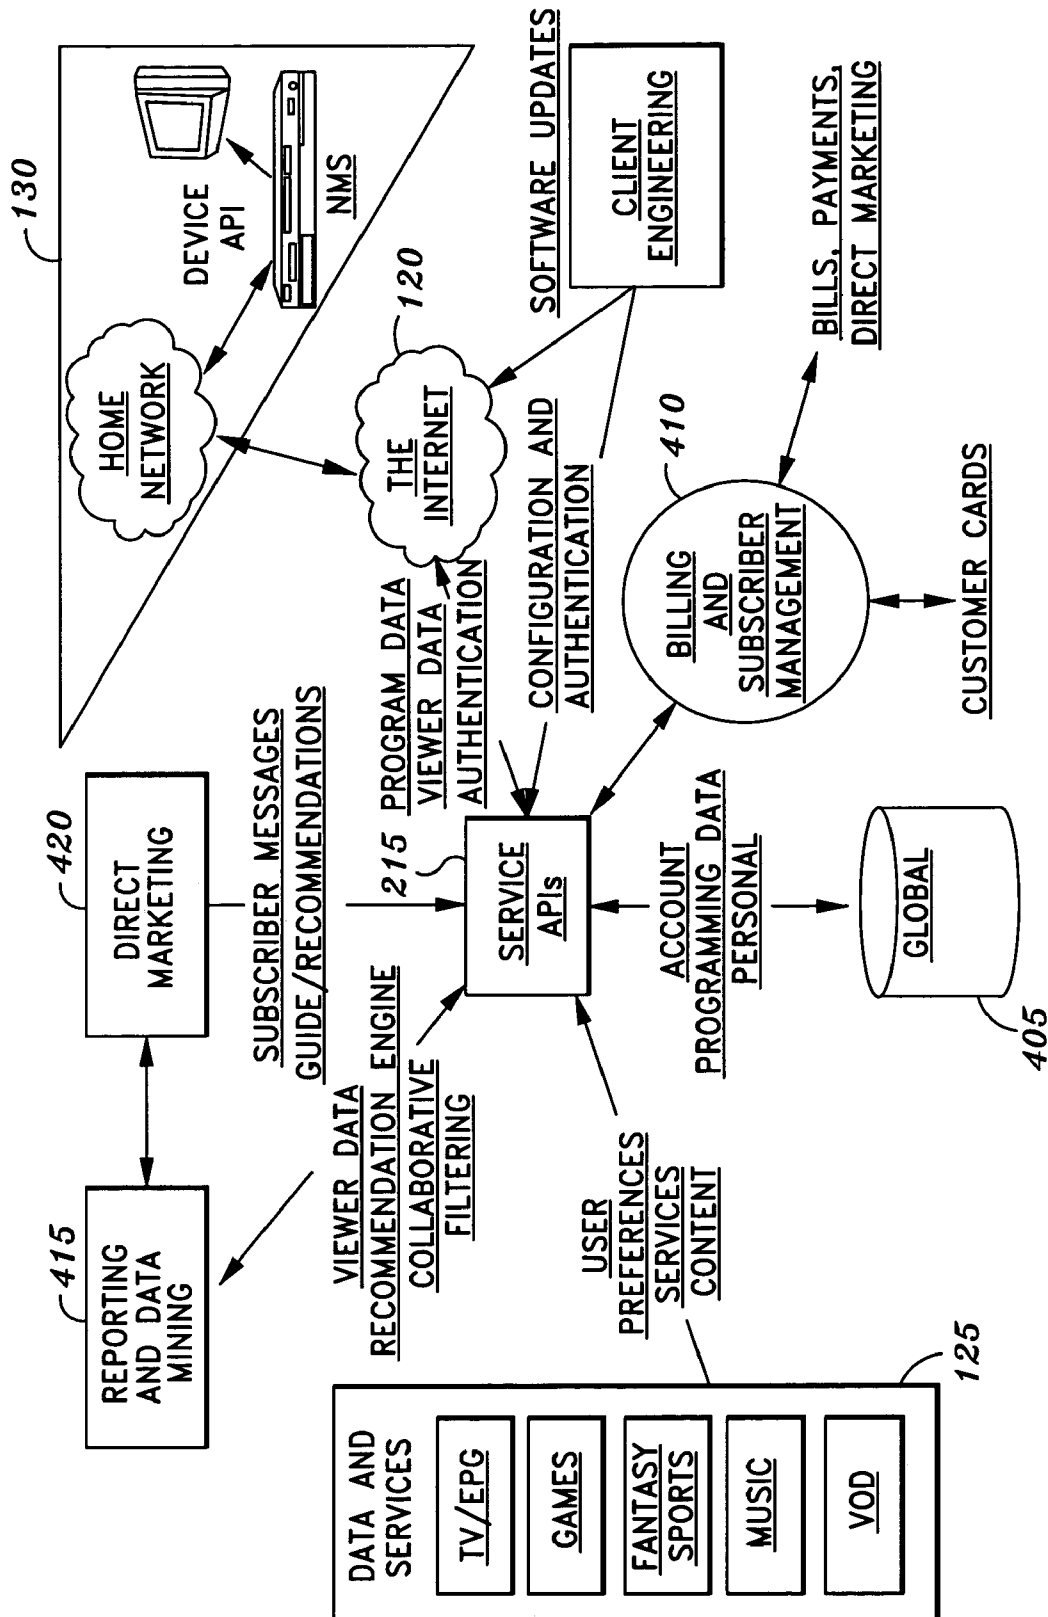 REPORTING
AND DATA
MINING
415
DIRECT
MARKETING
420
130
HOME
NETWORK
DEVICE
API
NMS
SUBSCRIBER MESSAGES
GUIDE/RECOMMENDATIONS
VIEWER DATA
RECOMMENDATION ENGINE
COLLABORATIVE
FILTERING
215
PROGRAM DATA
VIEWER DATA
AUTHENTICATION
THE
INTERNET
120
SOFTWARE UPDATES
CLIENT
ENGINEERING
CONFIGURATION AND
AUTHENTICATION
SERVICE
APIs
DATA AND
SERVICES
TV/EPG
GAMES
FANTASY
SPORTS
MUSIC
VOD
125
USER
PREFERENCES
SERVICES
CONTENT
ACCOUNT
PROGRAMMING DATA
PERSONAL
GLOBAL
405
BILLING
AND
SUBSCRIBER
MANAGEMENT
410
BILLS, PAYMENTS,
DIRECT MARKETING
CUSTOMER CARDS